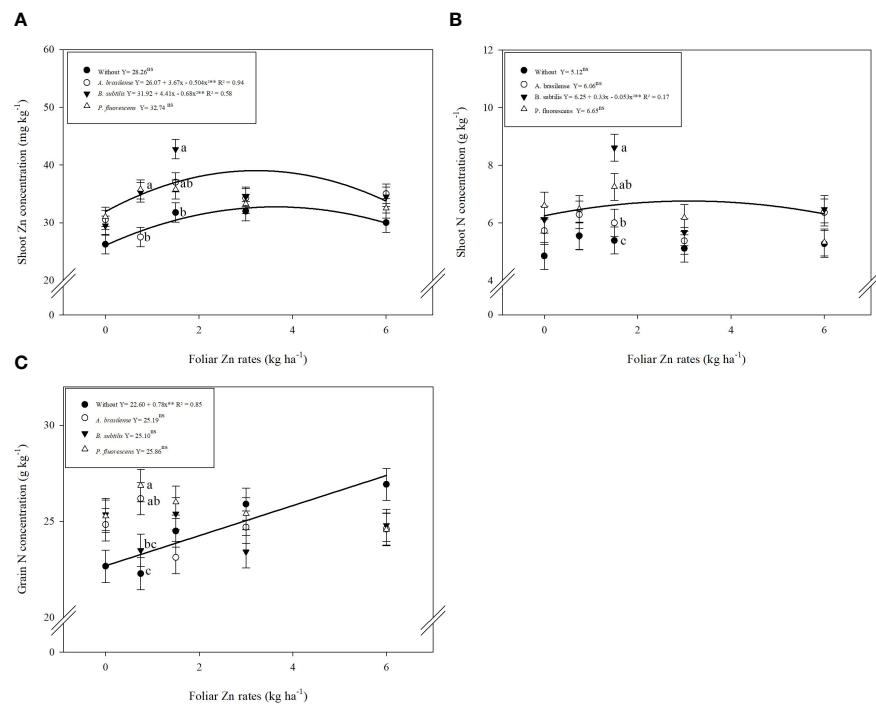 A
Shoot Zn concentration (mg kg-1)
60
50
40
30
20
0
Without Y= 28.26ns
A. brasilense Y = 26.07 + 3.67x - 0.504x²** R² = 0.94
B. subtilis Y = 31.92 + 4.41x - 0.68x²** R² = 0.58
P. fluorescens Y= 32.74 ns
a
a
ab
b
b
0
2
4
6
Foliar Zn rates (kg ha-1)
B
Shoot N concentration (g kg-1)
12
10
8
6
4
0
Without Y= 5.12ns
A. brasilense Y= 6.06ns
B. subtilis Y= 6.25 + 0.33x - 0.053x²** R² = 0.17
P. fuorescens Y= 6.65ns
a
ab
b
c
0
2
4
6
Foliar Zn rates (kg ha-1)
C
Grain N concentration (g kg-1)
30
25
20
0
Without Y= 22.60 + 0.78x** R² = 0.85
A. brasilense Y= 25.19ns
B. subtilis Y= 25.10ns
P. fluorescens Y= 25.86ns
a
ab
bc
c
0
2
4
6
Foliar Zn rates (kg ha-1)